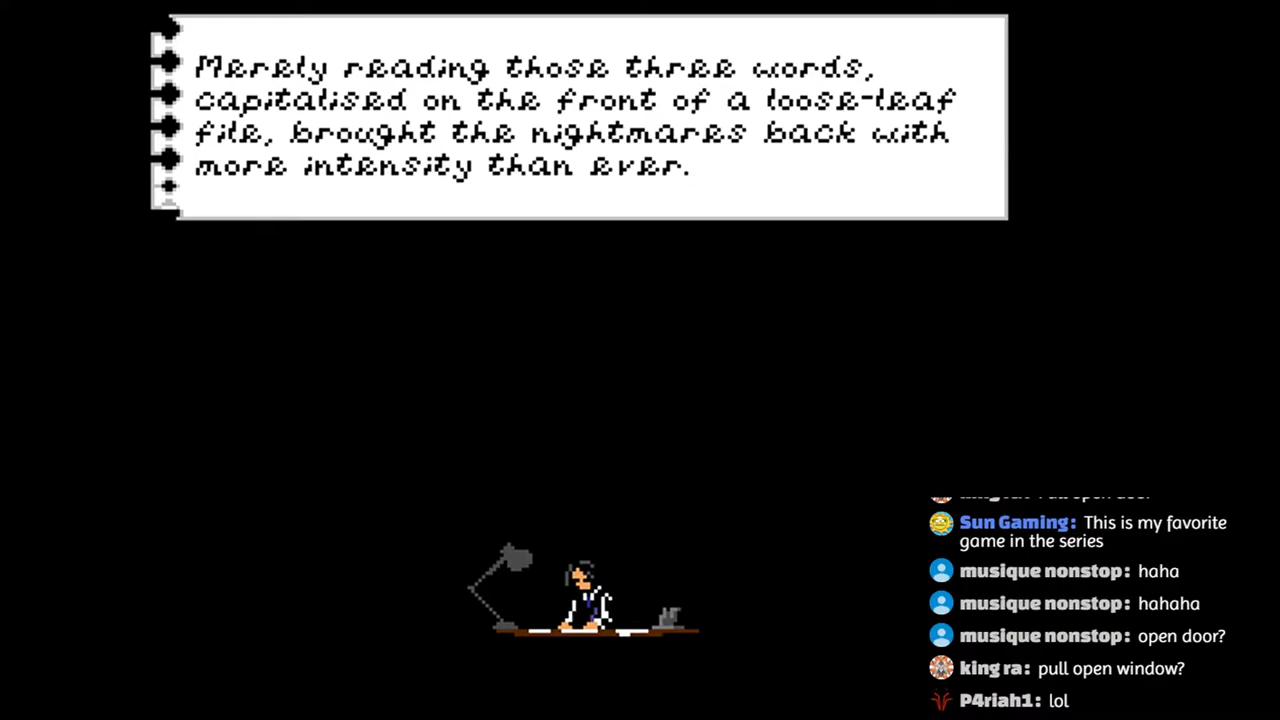 Merely reading those three words,
capitalised on the front of a loose-leaf
file, brought the nightmares back with
more intensity than ever.
Sun Gaming: This is my favorite
game in the series
musique nonstop: haha
musique nonstop: hahaha
musique nonstop: open door?
king ra: pull open window?
P4riah1: lol